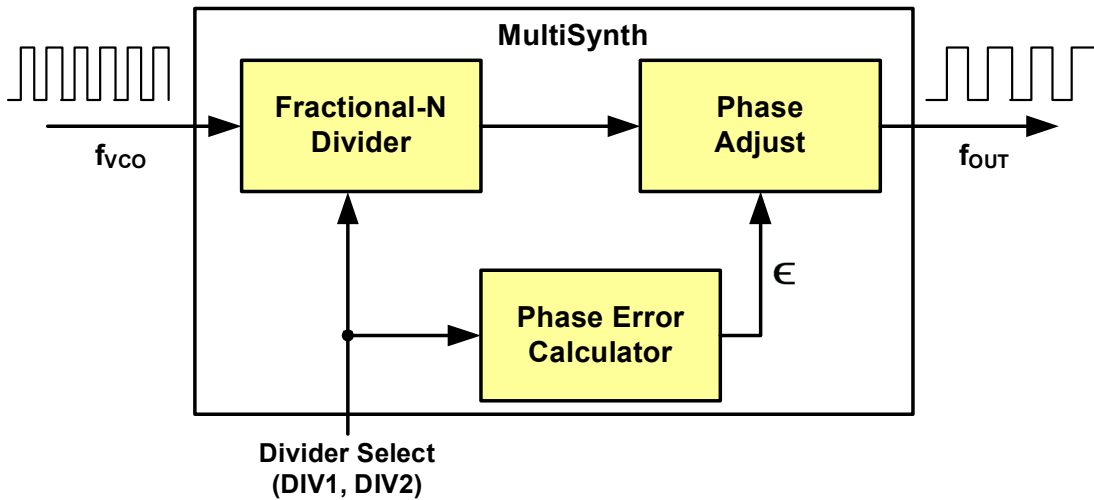 MultiSynth
Fractional-N
Divider
Phase
Adjust
fVCO
fOUT
ϵ
Phase Error
Calculator
Divider Select
(DIV1, DIV2)